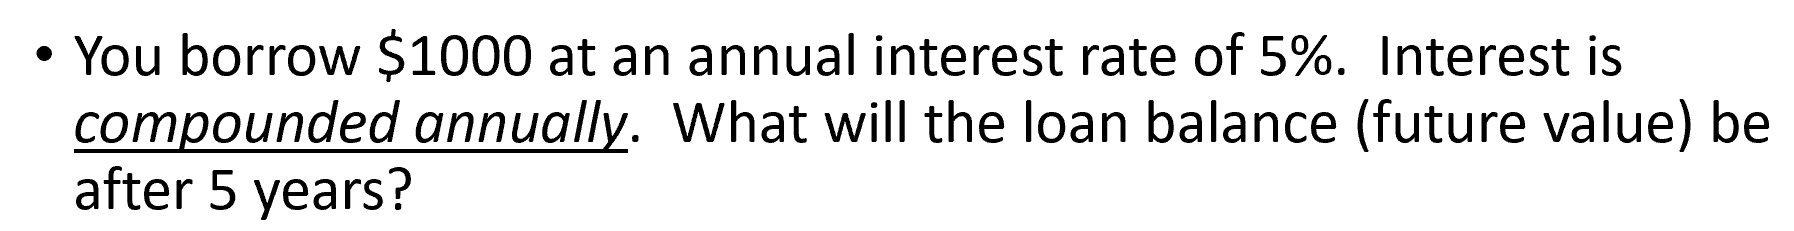 • You borrow $1000 at an annual interest rate of 5%.  Interest is
compounded annually.  What will the loan balance (future value) be
after 5 years?